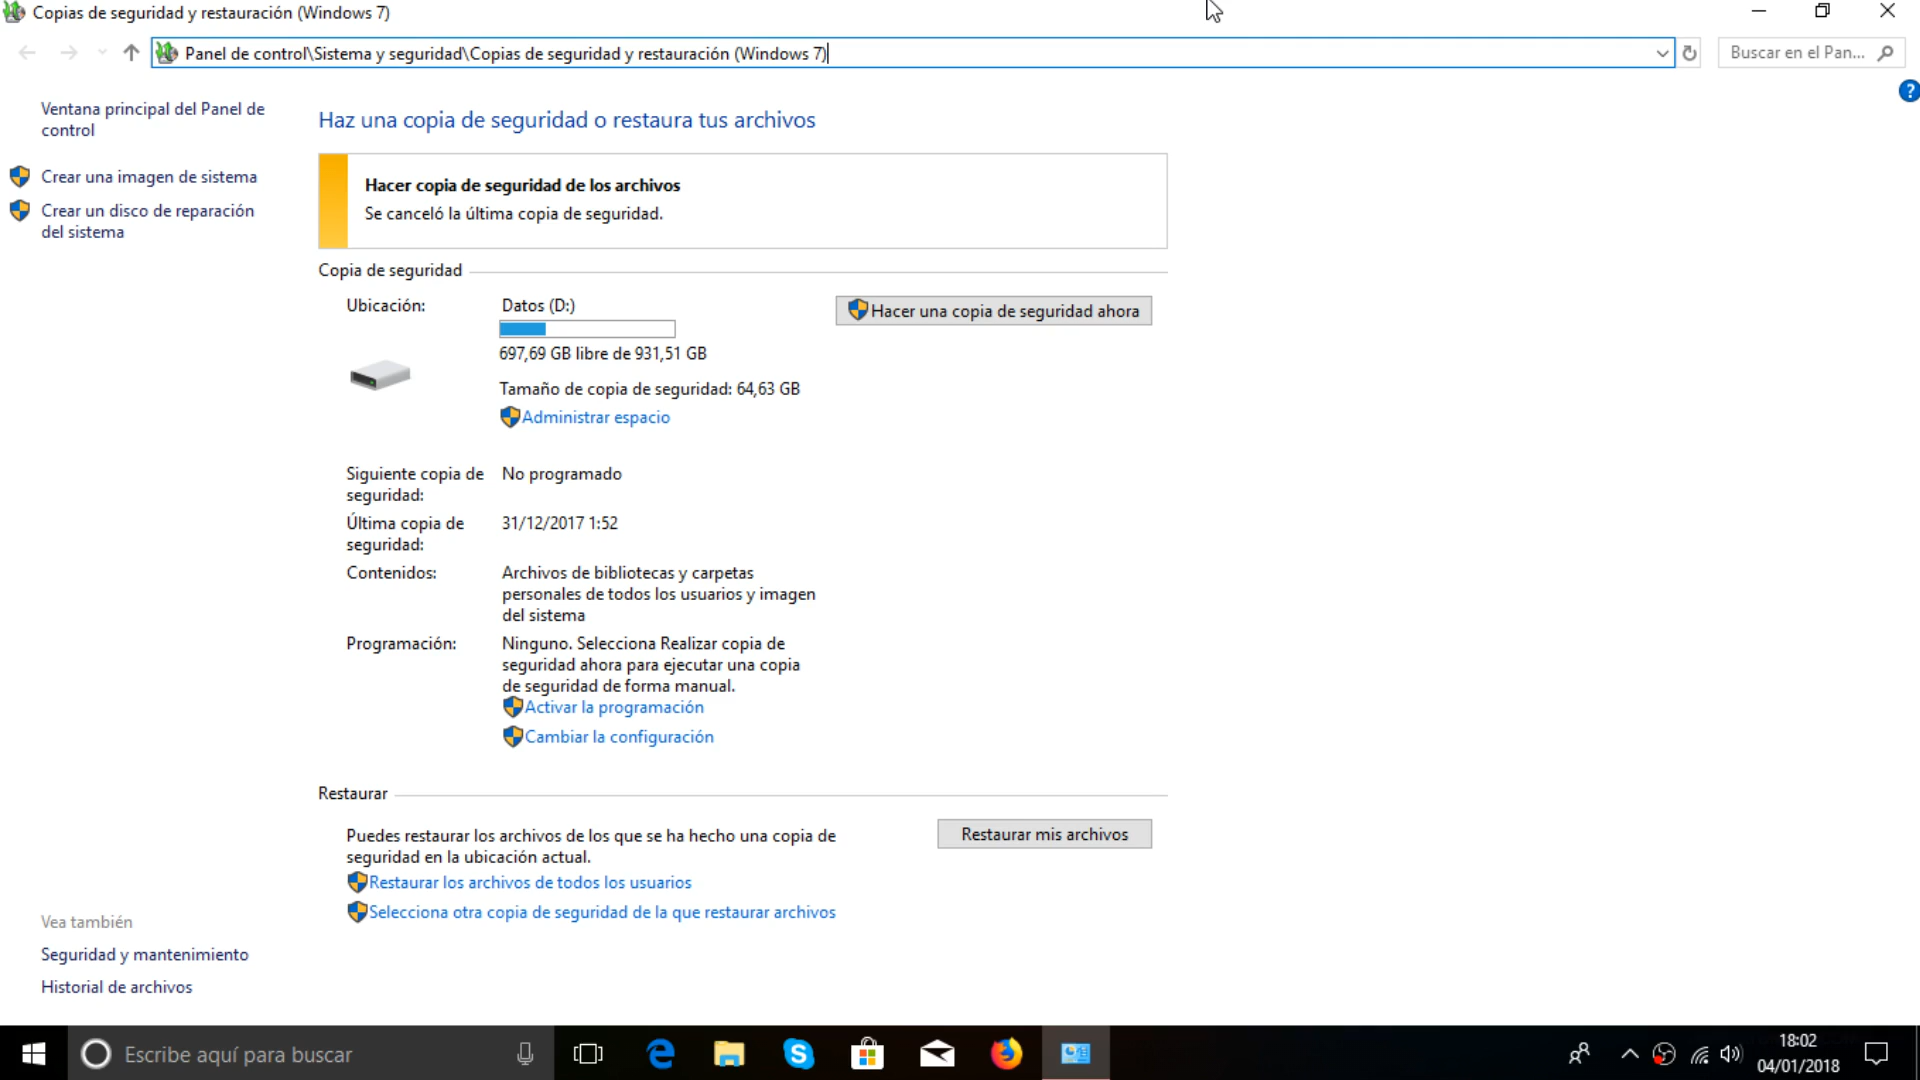 Copias de seguridad y restauración (Windows 7)
Panel de control\Sistema y seguridad\Copias de seguridad y restauración (Windows 7)
Buscar en el Pan...
?
Ventana principal del Panel de
control
Crear una imagen de sistema
Crear un disco de reparación
del sistema
Haz una copia de seguridad o restaura tus archivos
Hacer copia de seguridad de los archivos
Se canceló la última copia de seguridad.
Copia de seguridad
Ubicación:
Datos (D:)
Hacer una copia de seguridad ahora
697,69 GB libre de 931,51 GB
Tamaño de copia de seguridad: 64,63 GB
Administrar espacio
Siguiente copia de
seguridad:
No programado
Última copia de
seguridad:
31/12/2017 1:52
Contenidos:
Archivos de bibliotecas y carpetas
personales de todos los usuarios y imagen
del sistema
Programación:
Ninguno. Selecciona Realizar copia de
seguridad ahora para ejecutar una copia
de seguridad de forma manual.
Activar la programación
Cambiar la configuración
Restaurar
Puedes restaurar los archivos de los que se ha hecho una copia de
seguridad en la ubicación actual.
Restaurar mis archivos
Restaurar los archivos de todos los usuarios
Selecciona otra copia de seguridad de la que restaurar archivos
Vea también
Seguridad y mantenimiento
Historial de archivos
Escribe aquí para buscar
18:02
04/01/2018